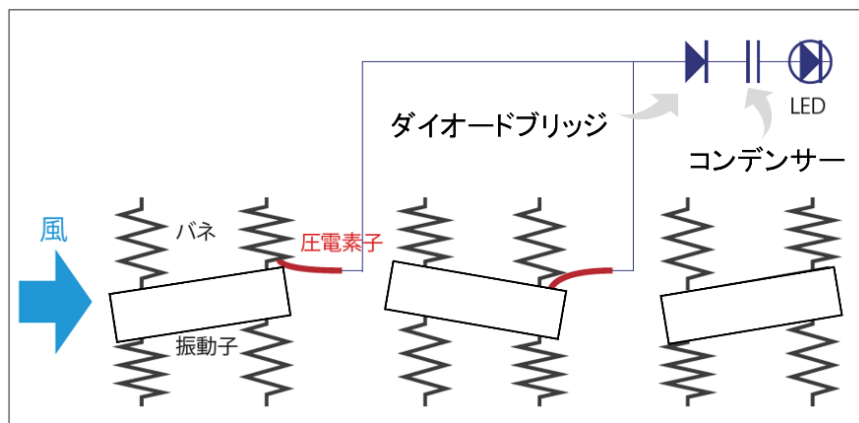 LED
ダイオードブリッジ
コンデンサー
風
バネ
圧電素子
振動子